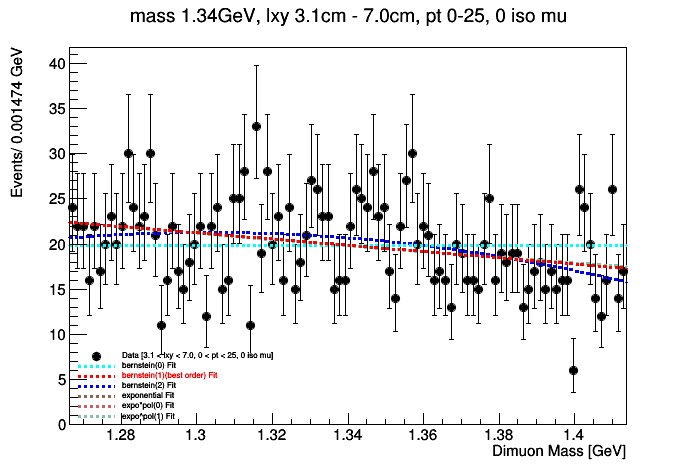 mass 1.34GeV, lxy 3.1cm - 7.0cm, pt 0-25, 0 iso mu
Events/ 0.001474 GeV
40
35
30
25
20
15
10
5
0
Data [3.1 < lxy < 7.0, 0 < pt < 25, 0 iso mu]
bernstein(0) Fit
bernstein(1)(best order) Fit
bernstein(2) Fit
exponential Fit
expo*pol(0) Fit
expo*pol(1) Fit
1.28 1.3 1.32 1.34 1.36 1.38 1.4
Dimuon Mass [GeV]